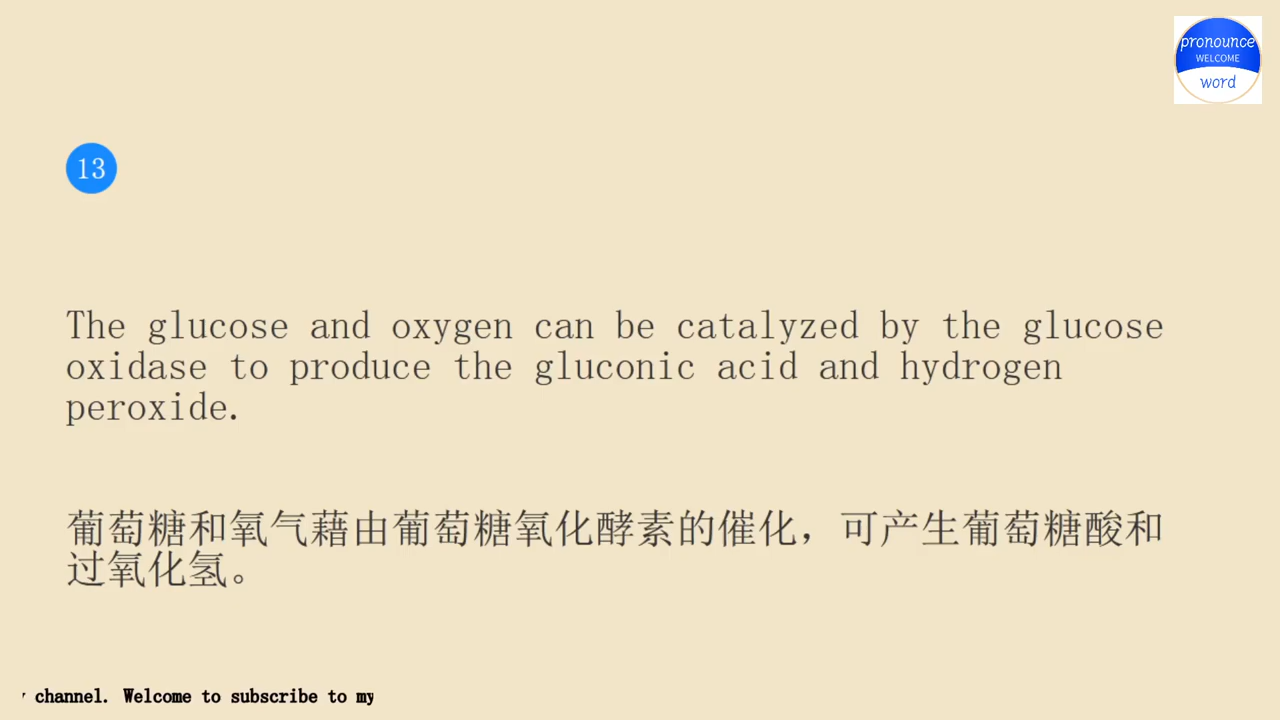 pronounce
WELCOME
word
13
The glucose and oxygen can be catalyzed by the glucose
oxidase to produce the gluconic acid and hydrogen
peroxide.
葡萄糖和氧气藉由葡萄糖氧化酵素的催化，可产生葡萄糖酸和
过氧化氢。
channel. Welcome to subscribe to my